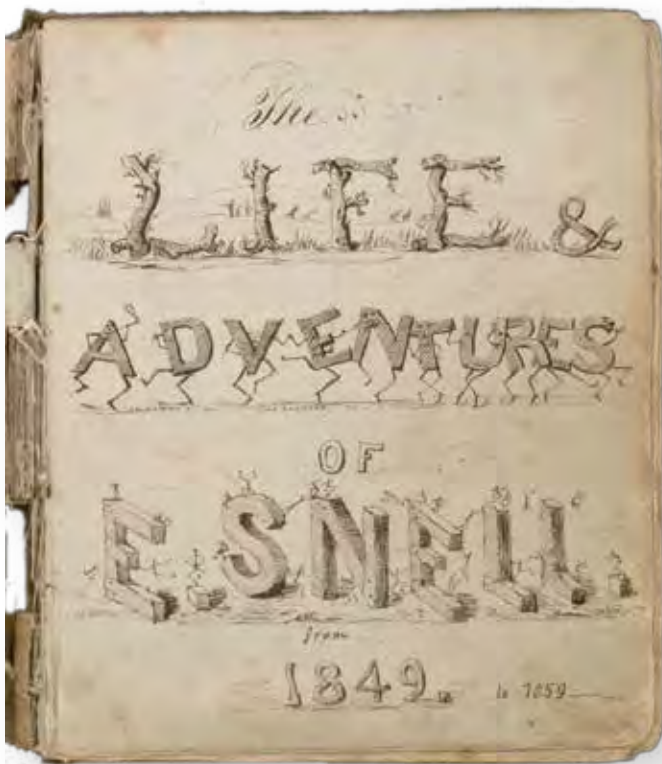 The
LIFE &
ADVENTURES
OF
E. SNELL.
from
1849. to 1859